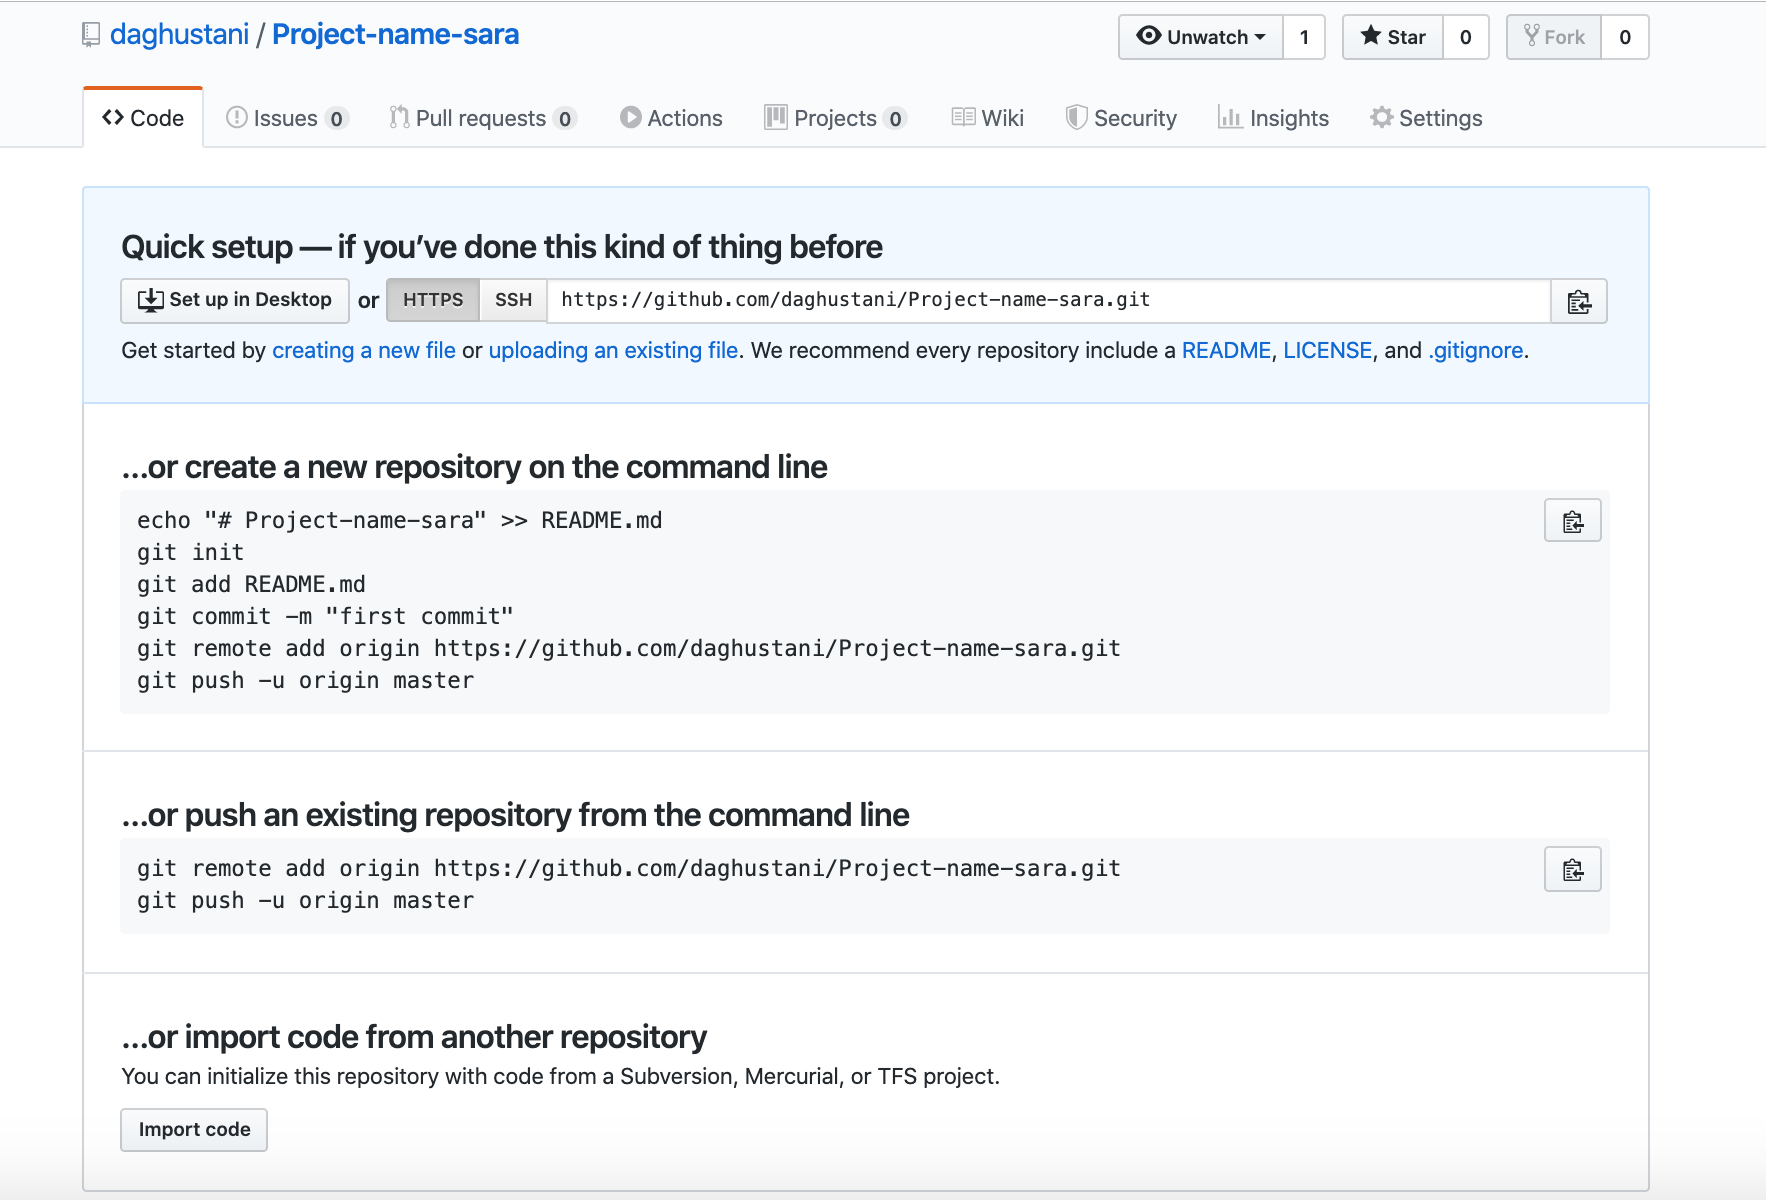 daghustani / Project-name-sara
Unwatch 1 Star 0 Fork 0
Code Issues 0 Pull requests 0 Actions Projects 0 Wiki Security Insights Settings
Quick setup — if you’ve done this kind of thing before
Set up in Desktop or HTTPS SSH https://github.com/daghustani/Project-name-sara.git
Get started by creating a new file or uploading an existing file. We recommend every repository include a README, LICENSE, and .gitignore.
…or create a new repository on the command line
echo "# Project-name-sara" >> README.md
git init
git add README.md
git commit -m "first commit"
git remote add origin https://github.com/daghustani/Project-name-sara.git
git push -u origin master
…or push an existing repository from the command line
git remote add origin https://github.com/daghustani/Project-name-sara.git
git push -u origin master
…or import code from another repository
You can initialize this repository with code from a Subversion, Mercurial, or TFS project.
Import code